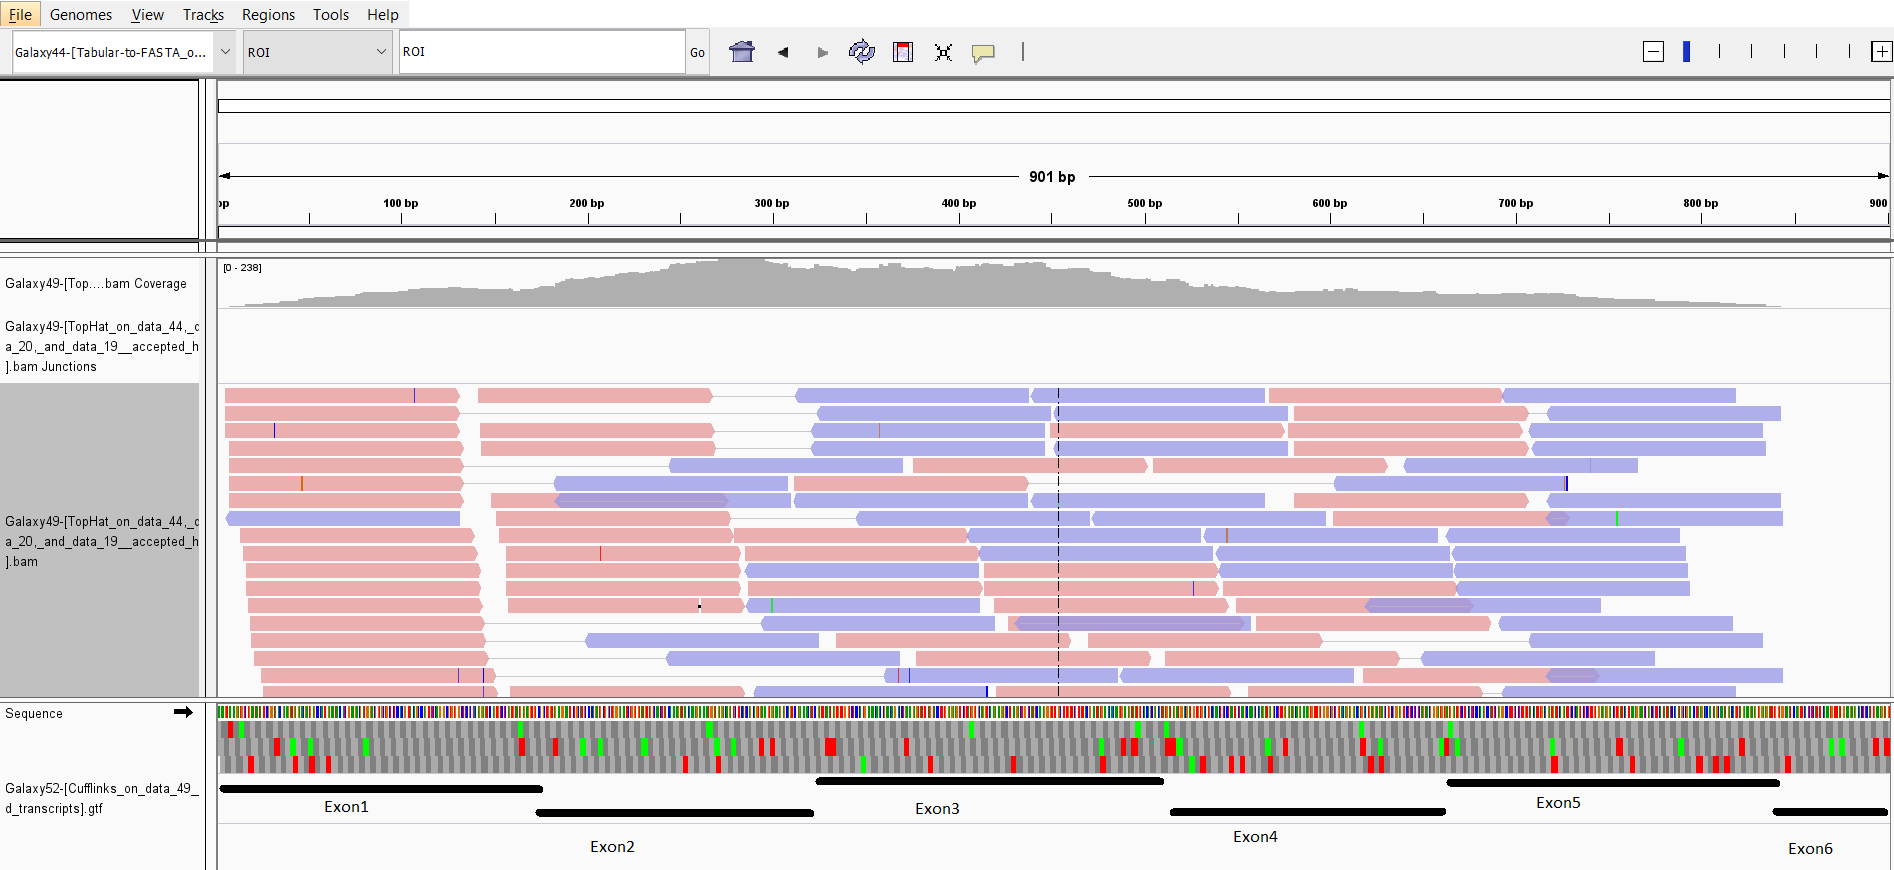 File Genomes View Tracks Regions Tools Help
Galaxy44-[Tabular-to-FASTA_o... ROI ROI Go
901 bp
bp 100 bp 200 bp 300 bp 400 bp 500 bp 600 bp 700 bp 800 bp 900
[0 - 238]
Galaxy49-[Top....bam Coverage
Galaxy49-[TopHat_on_data_44,_d
a_20,_and_data_19__accepted_h
].bam Junctions
Galaxy49-[TopHat_on_data_44,_d
a_20,_and_data_19__accepted_h
].bam
Sequence
Galaxy52-[Cufflinks_on_data_49_
d_transcripts].gtf
Exon1
Exon2
Exon3
Exon4
Exon5
Exon6